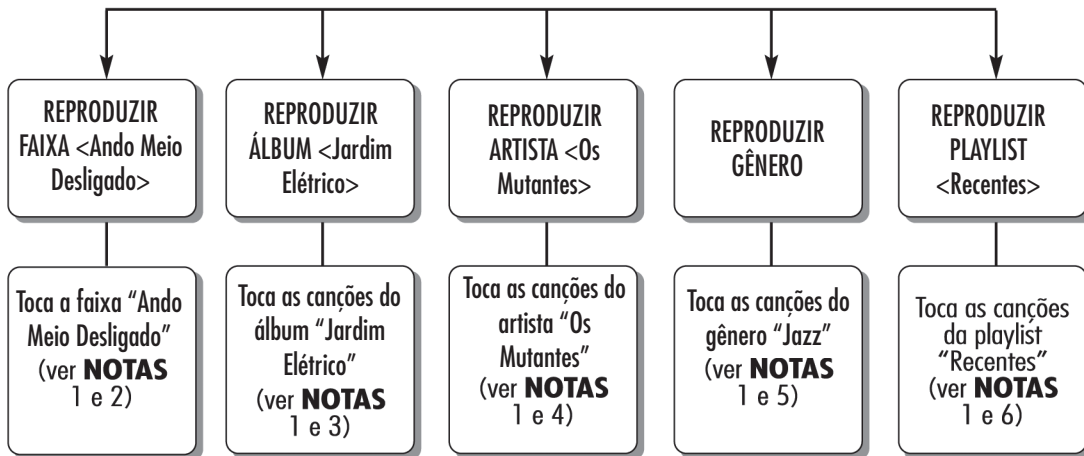 REPRODUZIR
FAIXA <Ando Meio
Desligado>
REPRODUZIR
ÁLBUM <Jardim
Elétrico>
REPRODUZIR
ARTISTA <Os
Mutantes>
REPRODUZIR
GÊNERO
REPRODUZIR
PLAYLIST
<Recentes>
Toca a faixa “Ando
Meio Desligado”
(ver NOTAS
1 e 2)
Toca as canções do
álbum “Jardim
Elétrico”
(ver NOTAS
1 e 3)
Toca as canções do
artista “Os
Mutantes”
(ver NOTAS
1 e 4)
Toca as canções do
gênero “Jazz”
(ver NOTAS
1 e 5)
Toca as canções
da playlist
“Recentes”
(ver NOTAS
1 e 6)